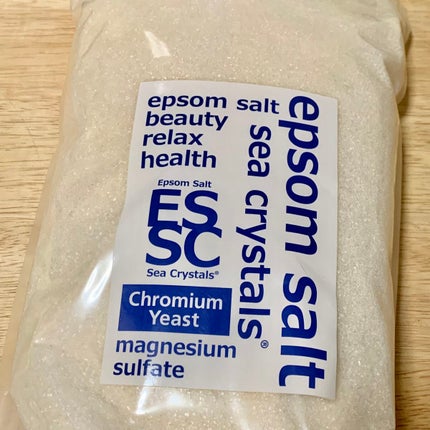 epsom salt
beauty
relax
health
Epsom Salt
ES
SC
Sea Crystals®
Chromium
Yeast
magnesium
sulfate
sea crystals®
epsom salt